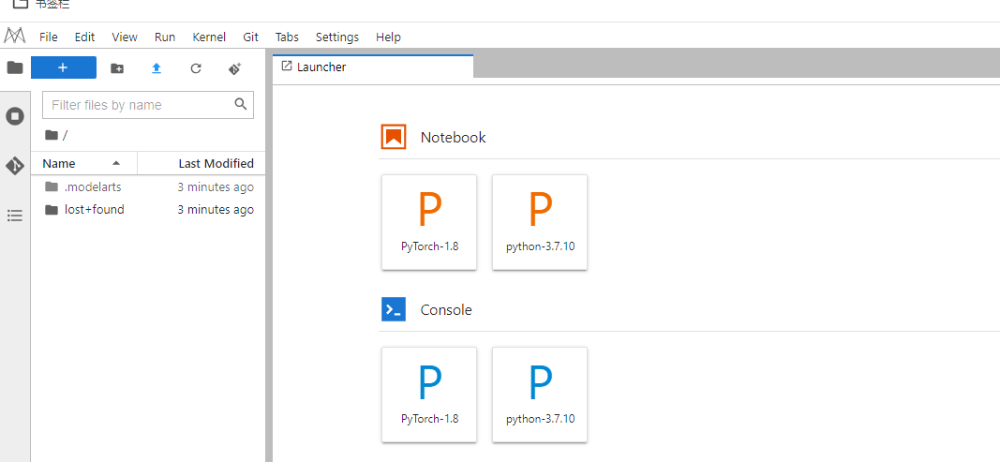 书签栏
File Edit View Run Kernel Git Tabs Settings Help
+
Launcher
Filter files by name
/
Name Last Modified
.modelarts 3 minutes ago
lost+found 3 minutes ago
Notebook
P P
PyTorch-1.8 python-3.7.10
Console
P P
PyTorch-1.8 python-3.7.10